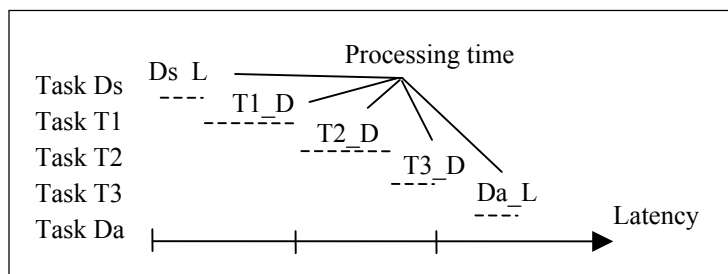 Processing time
Ds_L
Task Ds
T1_D
Task T1
T2_D
Task T2
T3_D
Task T3
Da_L
Task Da
Latency